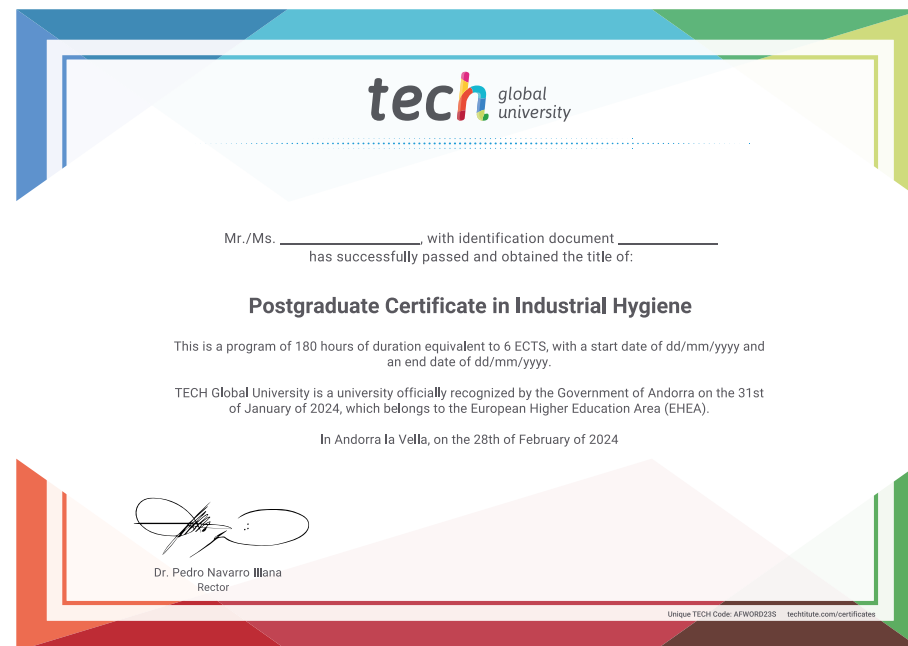 tech global university
Mr./Ms. ____________, with identification document ____________
has successfully passed and obtained the title of:
Postgraduate Certificate in Industrial Hygiene
This is a program of 180 hours of duration equivalent to 6 ECTS, with a start date of dd/mm/yyyy and
an end date of dd/mm/yyyy.
TECH Global University is a university officially recognized by the Government of Andorra on the 31st
of January of 2024, which belongs to the European Higher Education Area (EHEA).
In Andorra la Vella, on the 28th of February of 2024
Dr. Pedro Navarro Illana
Rector
Unique TECH Code: AFWORD23S techtitute.com/certificates